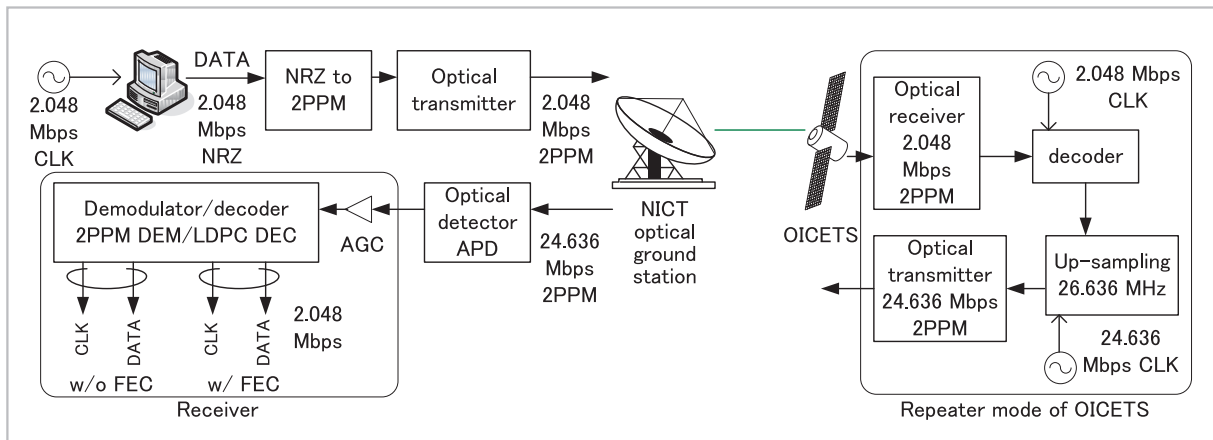 DATA
2.048
Mbps
CLK
2.048
Mbps
NRZ
NRZ to
2PPM
Optical
transmitter
2.048
Mbps
2PPM
NICT
optical
ground
station
OICETS
Optical
receiver
2.048
Mbps
2PPM
2.048 Mbps
CLK
decoder
Up-sampling
26.636 MHz
24.636
Mbps CLK
Optical
transmitter
24.636 Mbps
2PPM
Repeater mode of OICETS
24.636
Mbps
2PPM
Optical
detector
APD
AGC
Demodulator/decoder
2PPM DEM/LDPC DEC
CLK
DATA
CLK
DATA
2.048
Mbps
w/o FEC
w/ FEC
Receiver